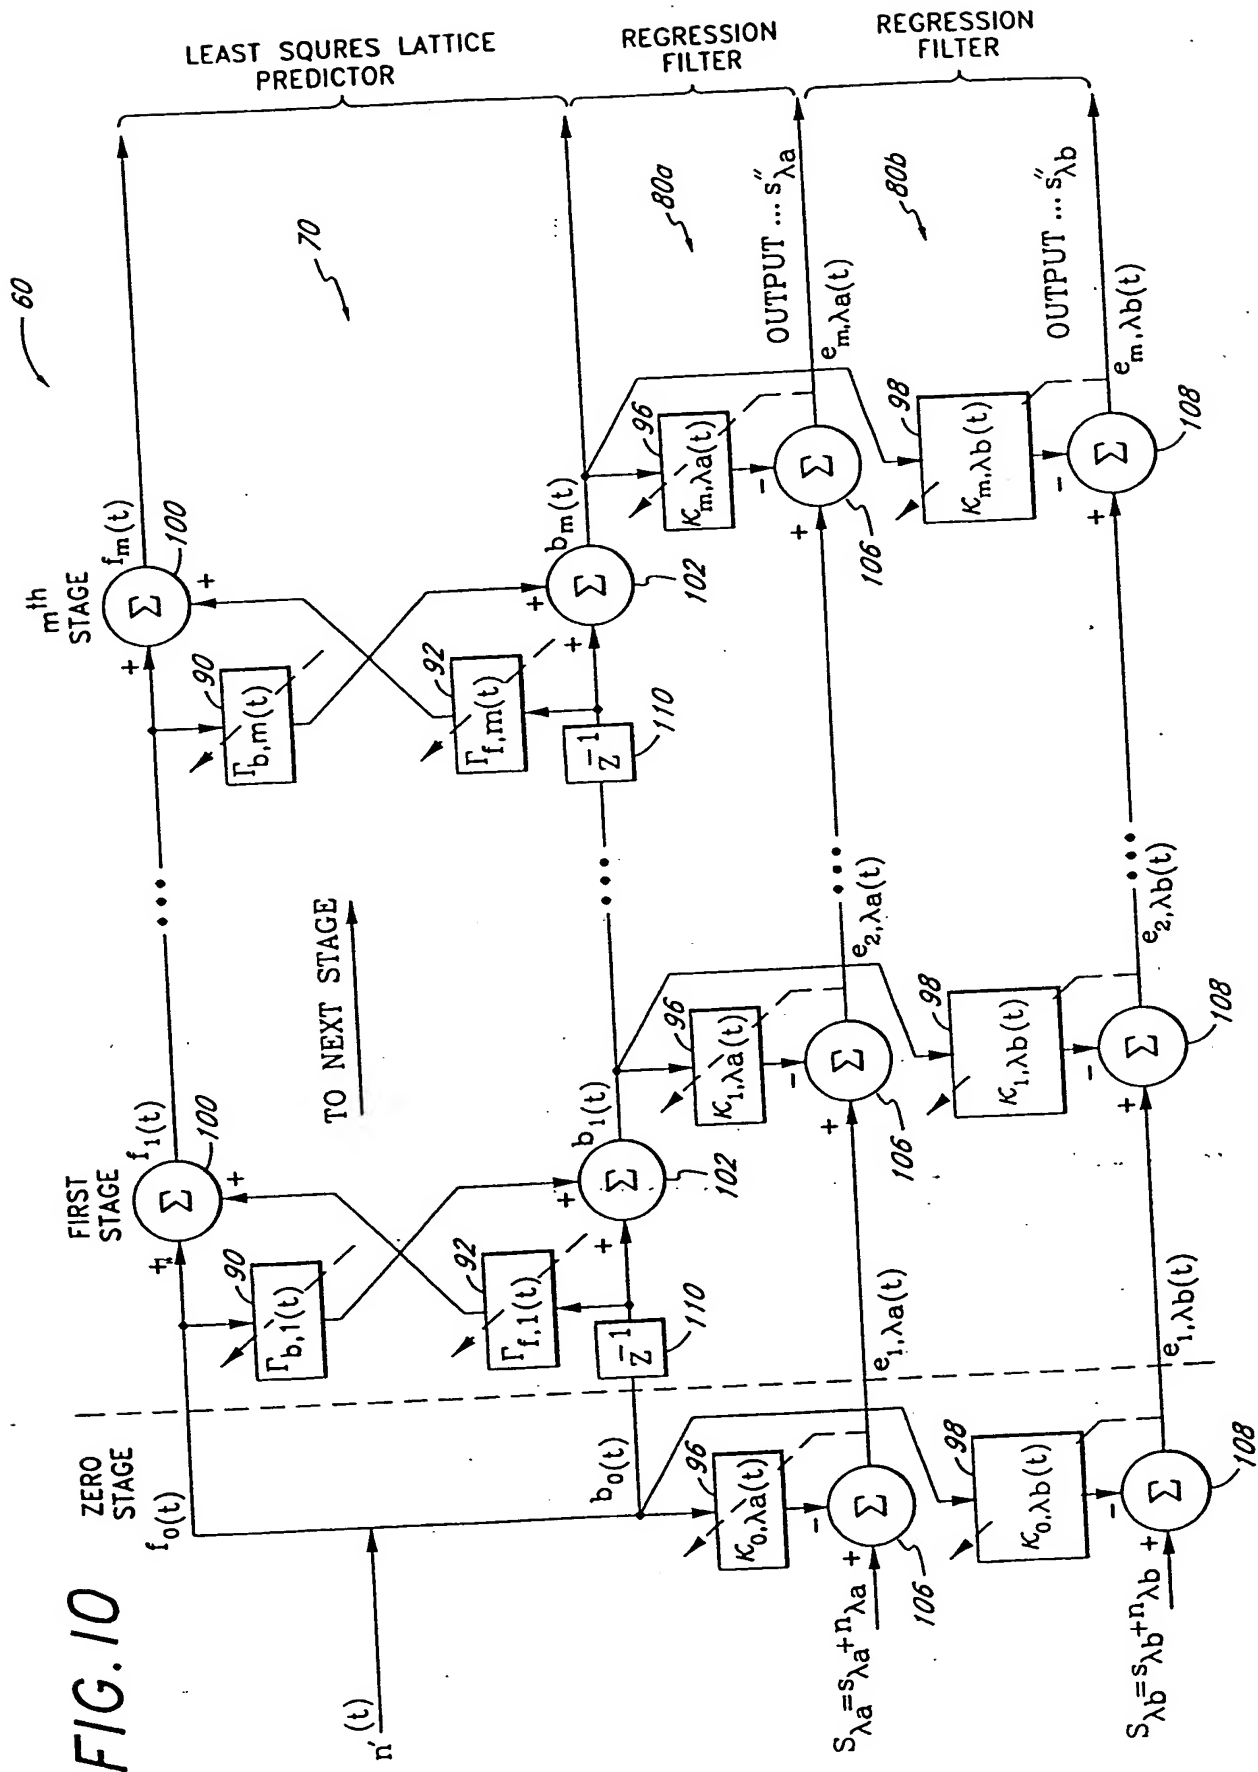 FIG. 10
60
LEAST SQURES LATTICE
PREDICTOR
REGRESSION
FILTER
REGRESSION
FILTER
70
80a
80b
ZERO
STAGE
FIRST
STAGE
mth
STAGE
TO NEXT STAGE
n'(t)
f0(t)
f1(t)
100
fm(t)
100
+
+
+
+
Σ
Σ
90
Γb,1(t)
90
Γb,m(t)
92
Γf,1(t)
92
Γf,m(t)
b0(t)
Z-1
110
+
+
Σ
b1(t)
102
Z-1
110
+
+
Σ
bm(t)
102
96
κ0,λa(t)
96
κ1,λa(t)
96
κm,λa(t)
Sλa=sλa+nλa
+
-
Σ
106
e1,λa(t)
+
-
Σ
106
e2,λa(t)
+
-
Σ
106
em,λa(t)
OUTPUT ... s''λa
98
κ0,λb(t)
98
κ1,λb(t)
98
κm,λb(t)
Sλb=sλb+nλb
+
-
Σ
108
e1,λb(t)
+
-
Σ
108
e2,λb(t)
+
-
Σ
108
em,λb(t)
OUTPUT ... s''λb